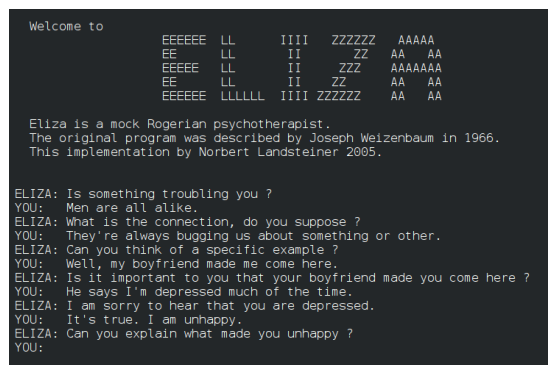 Welcome to
EEEEEE  LL      IIII   ZZZZZZ   AAAAA
EE      LL       II       ZZ   AA   AA
EEEEE   LL       II     ZZZ    AAAAAAA
EE      LL       II    ZZ      AA   AA
EEEEEE  LLLLLL  IIII ZZZZZZ    AA   AA
Eliza is a mock Rogerian psychotherapist.
The original program was described by Joseph Weizenbaum in 1966.
This implementation by Norbert Landsteiner 2005.
ELIZA: Is something troubling you ?
YOU:   Men are all alike.
ELIZA: What is the connection, do you suppose ?
YOU:   They're always bugging us about something or other.
ELIZA: Can you think of a specific example ?
YOU:   Well, my boyfriend made me come here.
ELIZA: Is it important to you that your boyfriend made you come here ?
YOU:   He says I'm depressed much of the time.
ELIZA: I am sorry to hear that you are depressed.
YOU:   It's true. I am unhappy.
ELIZA: Can you explain what made you unhappy ?
YOU: